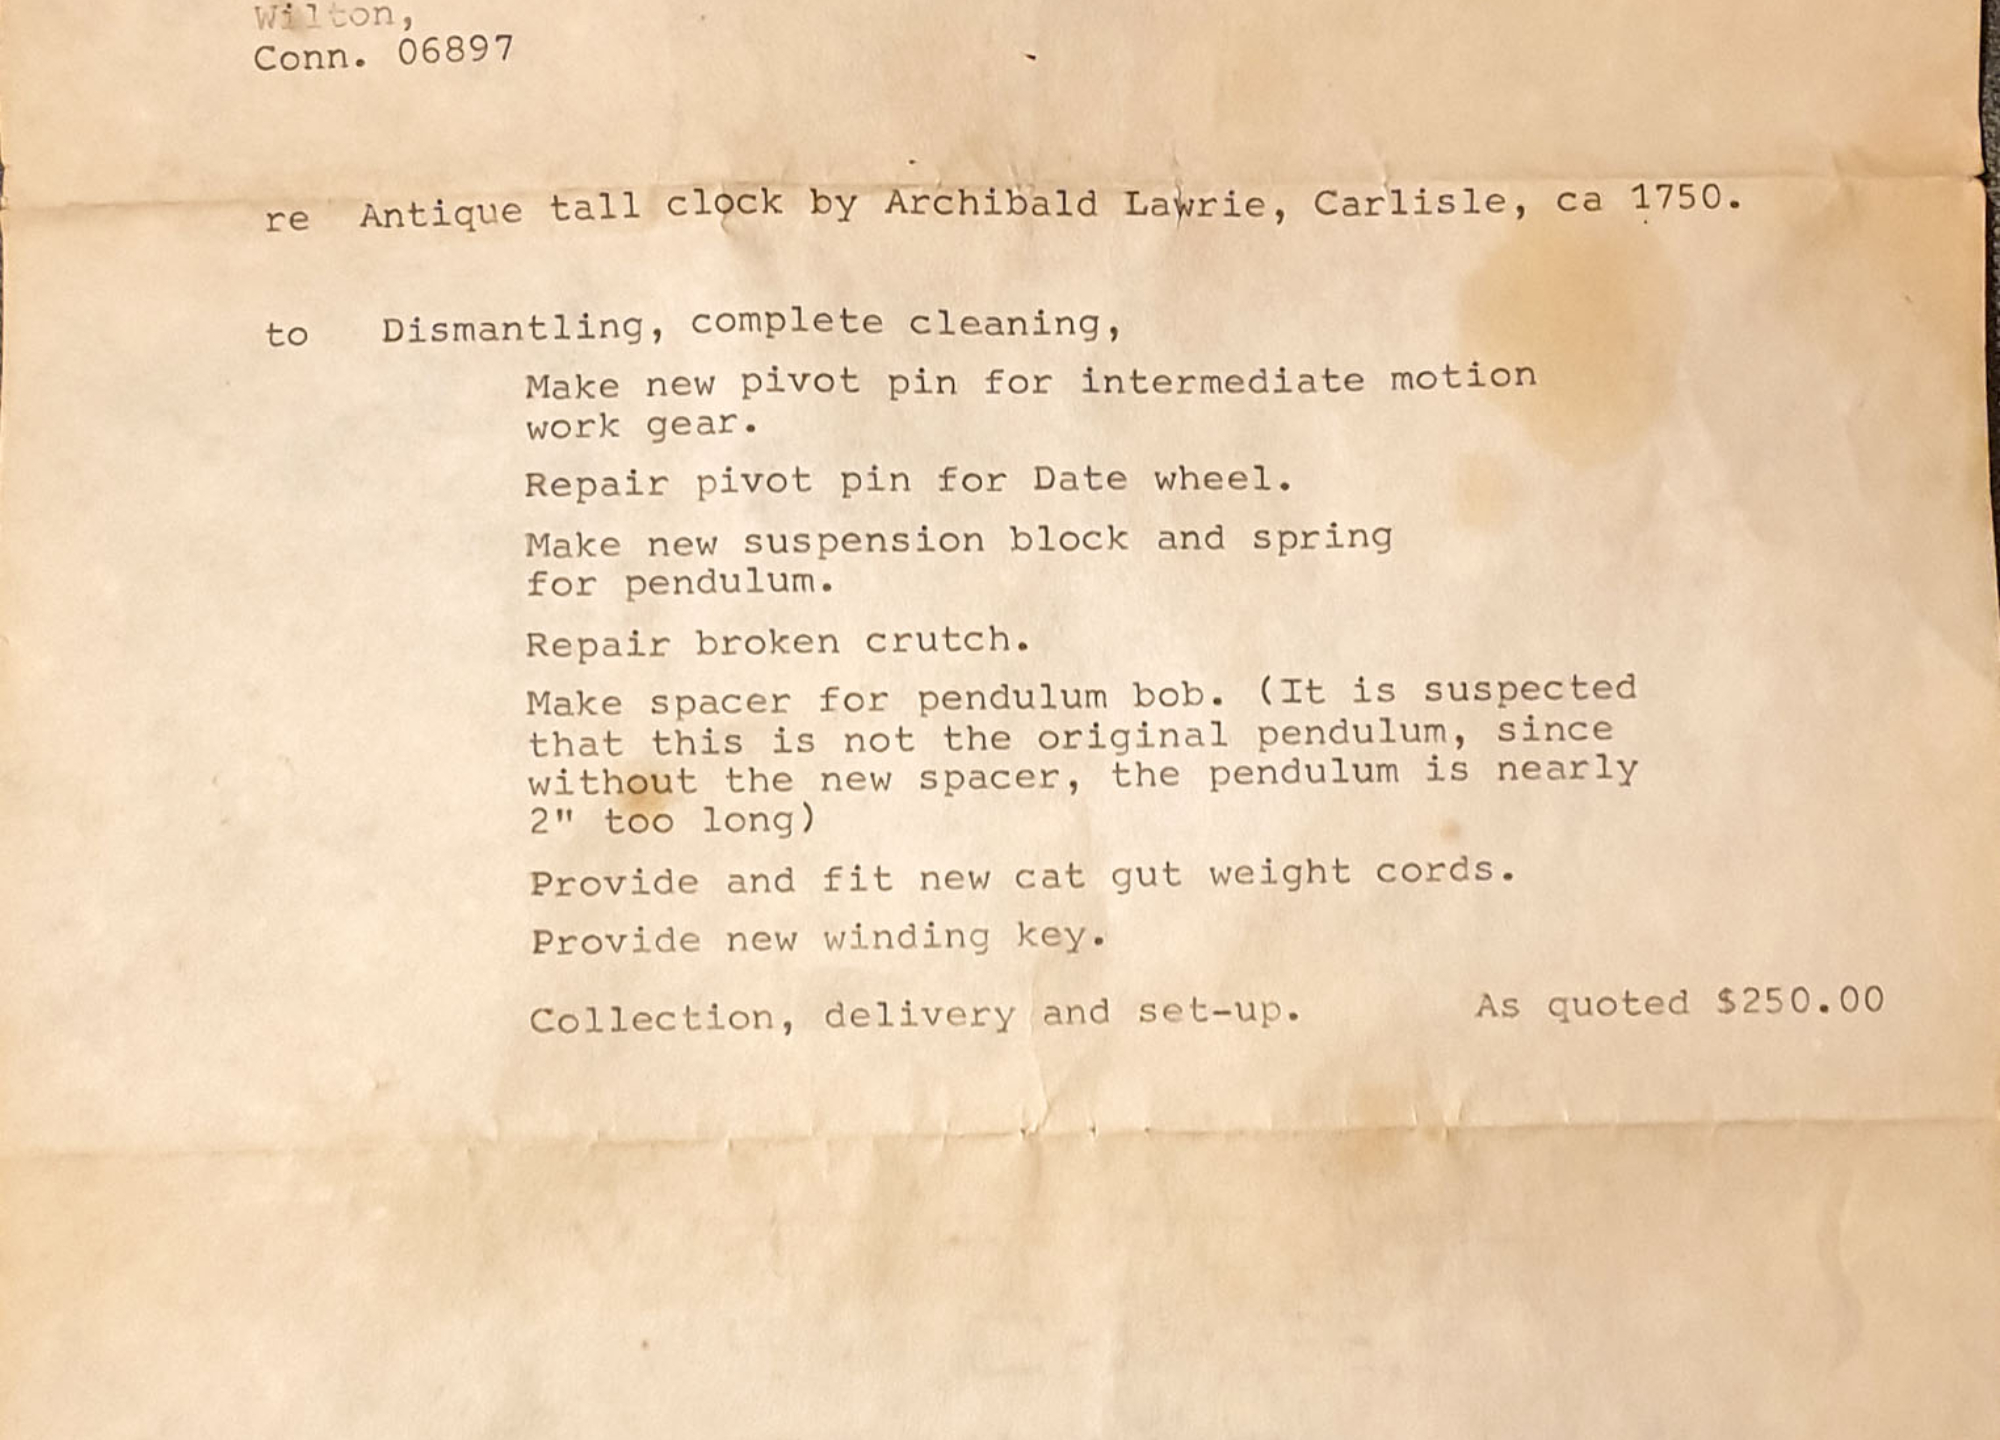 Wilton,
Conn. 06897
re Antique tall clock by Archibald Lawrie, Carlisle, ca 1750.
to Dismantling, complete cleaning,
Make new pivot pin for intermediate motion
work gear.
Repair pivot pin for Date wheel.
Make new suspension block and spring
for pendulum.
Repair broken crutch.
Make spacer for pendulum bob. (It is suspected
that this is not the original pendulum, since
without the new spacer, the pendulum is nearly
2" too long)
Provide and fit new cat gut weight cords.
Provide new winding key.
Collection, delivery and set-up. As quoted $250.00